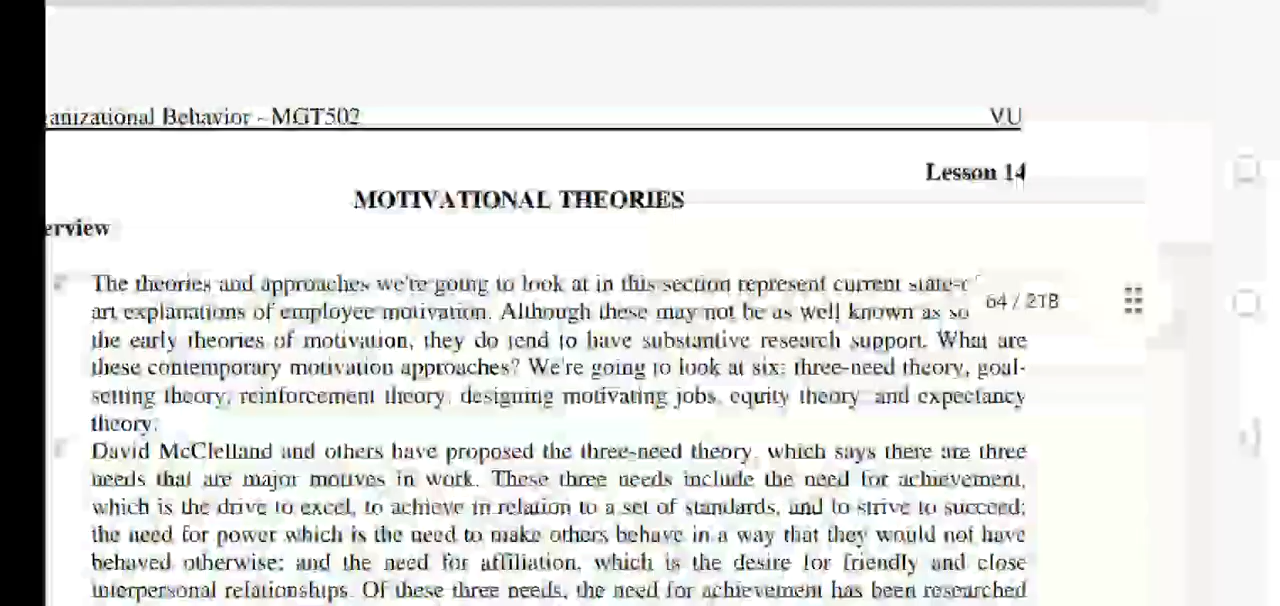 anizational Behavior - MGT502 VU
Lesson 14
MOTIVATIONAL THEORIES
erview
The theories and approaches we're going to look at in this section represent current state-
64 / 218
art explanations of employee motivation. Although these may not be as well known as so
the early theories of motivation, they do tend to have substantive research support. What are
these contemporary motivation approaches? We're going to look at six: three-need theory, goal-
setting theory, reinforcement theory, designing motivating jobs, equity theory, and expectancy
theory.
David McClelland and others have proposed the three-need theory, which says there are three
needs that are major motives in work. These three needs include the need for achievement,
which is the drive to excel, to achieve in relation to a set of standards, and to strive to succeed;
the need for power which is the need to make others behave in a way that they would not have
behaved otherwise; and the need for affiliation, which is the desire for friendly and close
interpersonal relationships. Of these three needs, the need for achievement has been researched